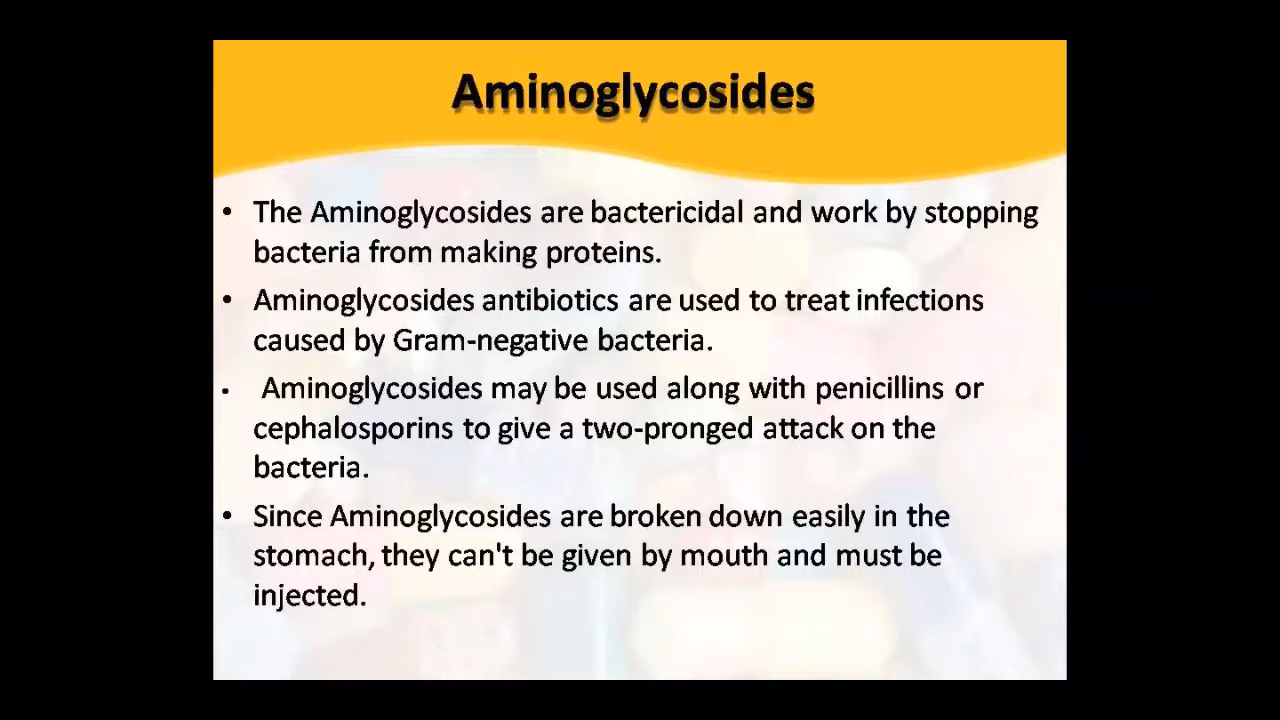 Aminoglycosides
• The Aminoglycosides are bactericidal and work by stopping
bacteria from making proteins.
• Aminoglycosides antibiotics are used to treat infections
caused by Gram-negative bacteria.
• Aminoglycosides may be used along with penicillins or
cephalosporins to give a two-pronged attack on the
bacteria.
• Since Aminoglycosides are broken down easily in the
stomach, they can't be given by mouth and must be
injected.